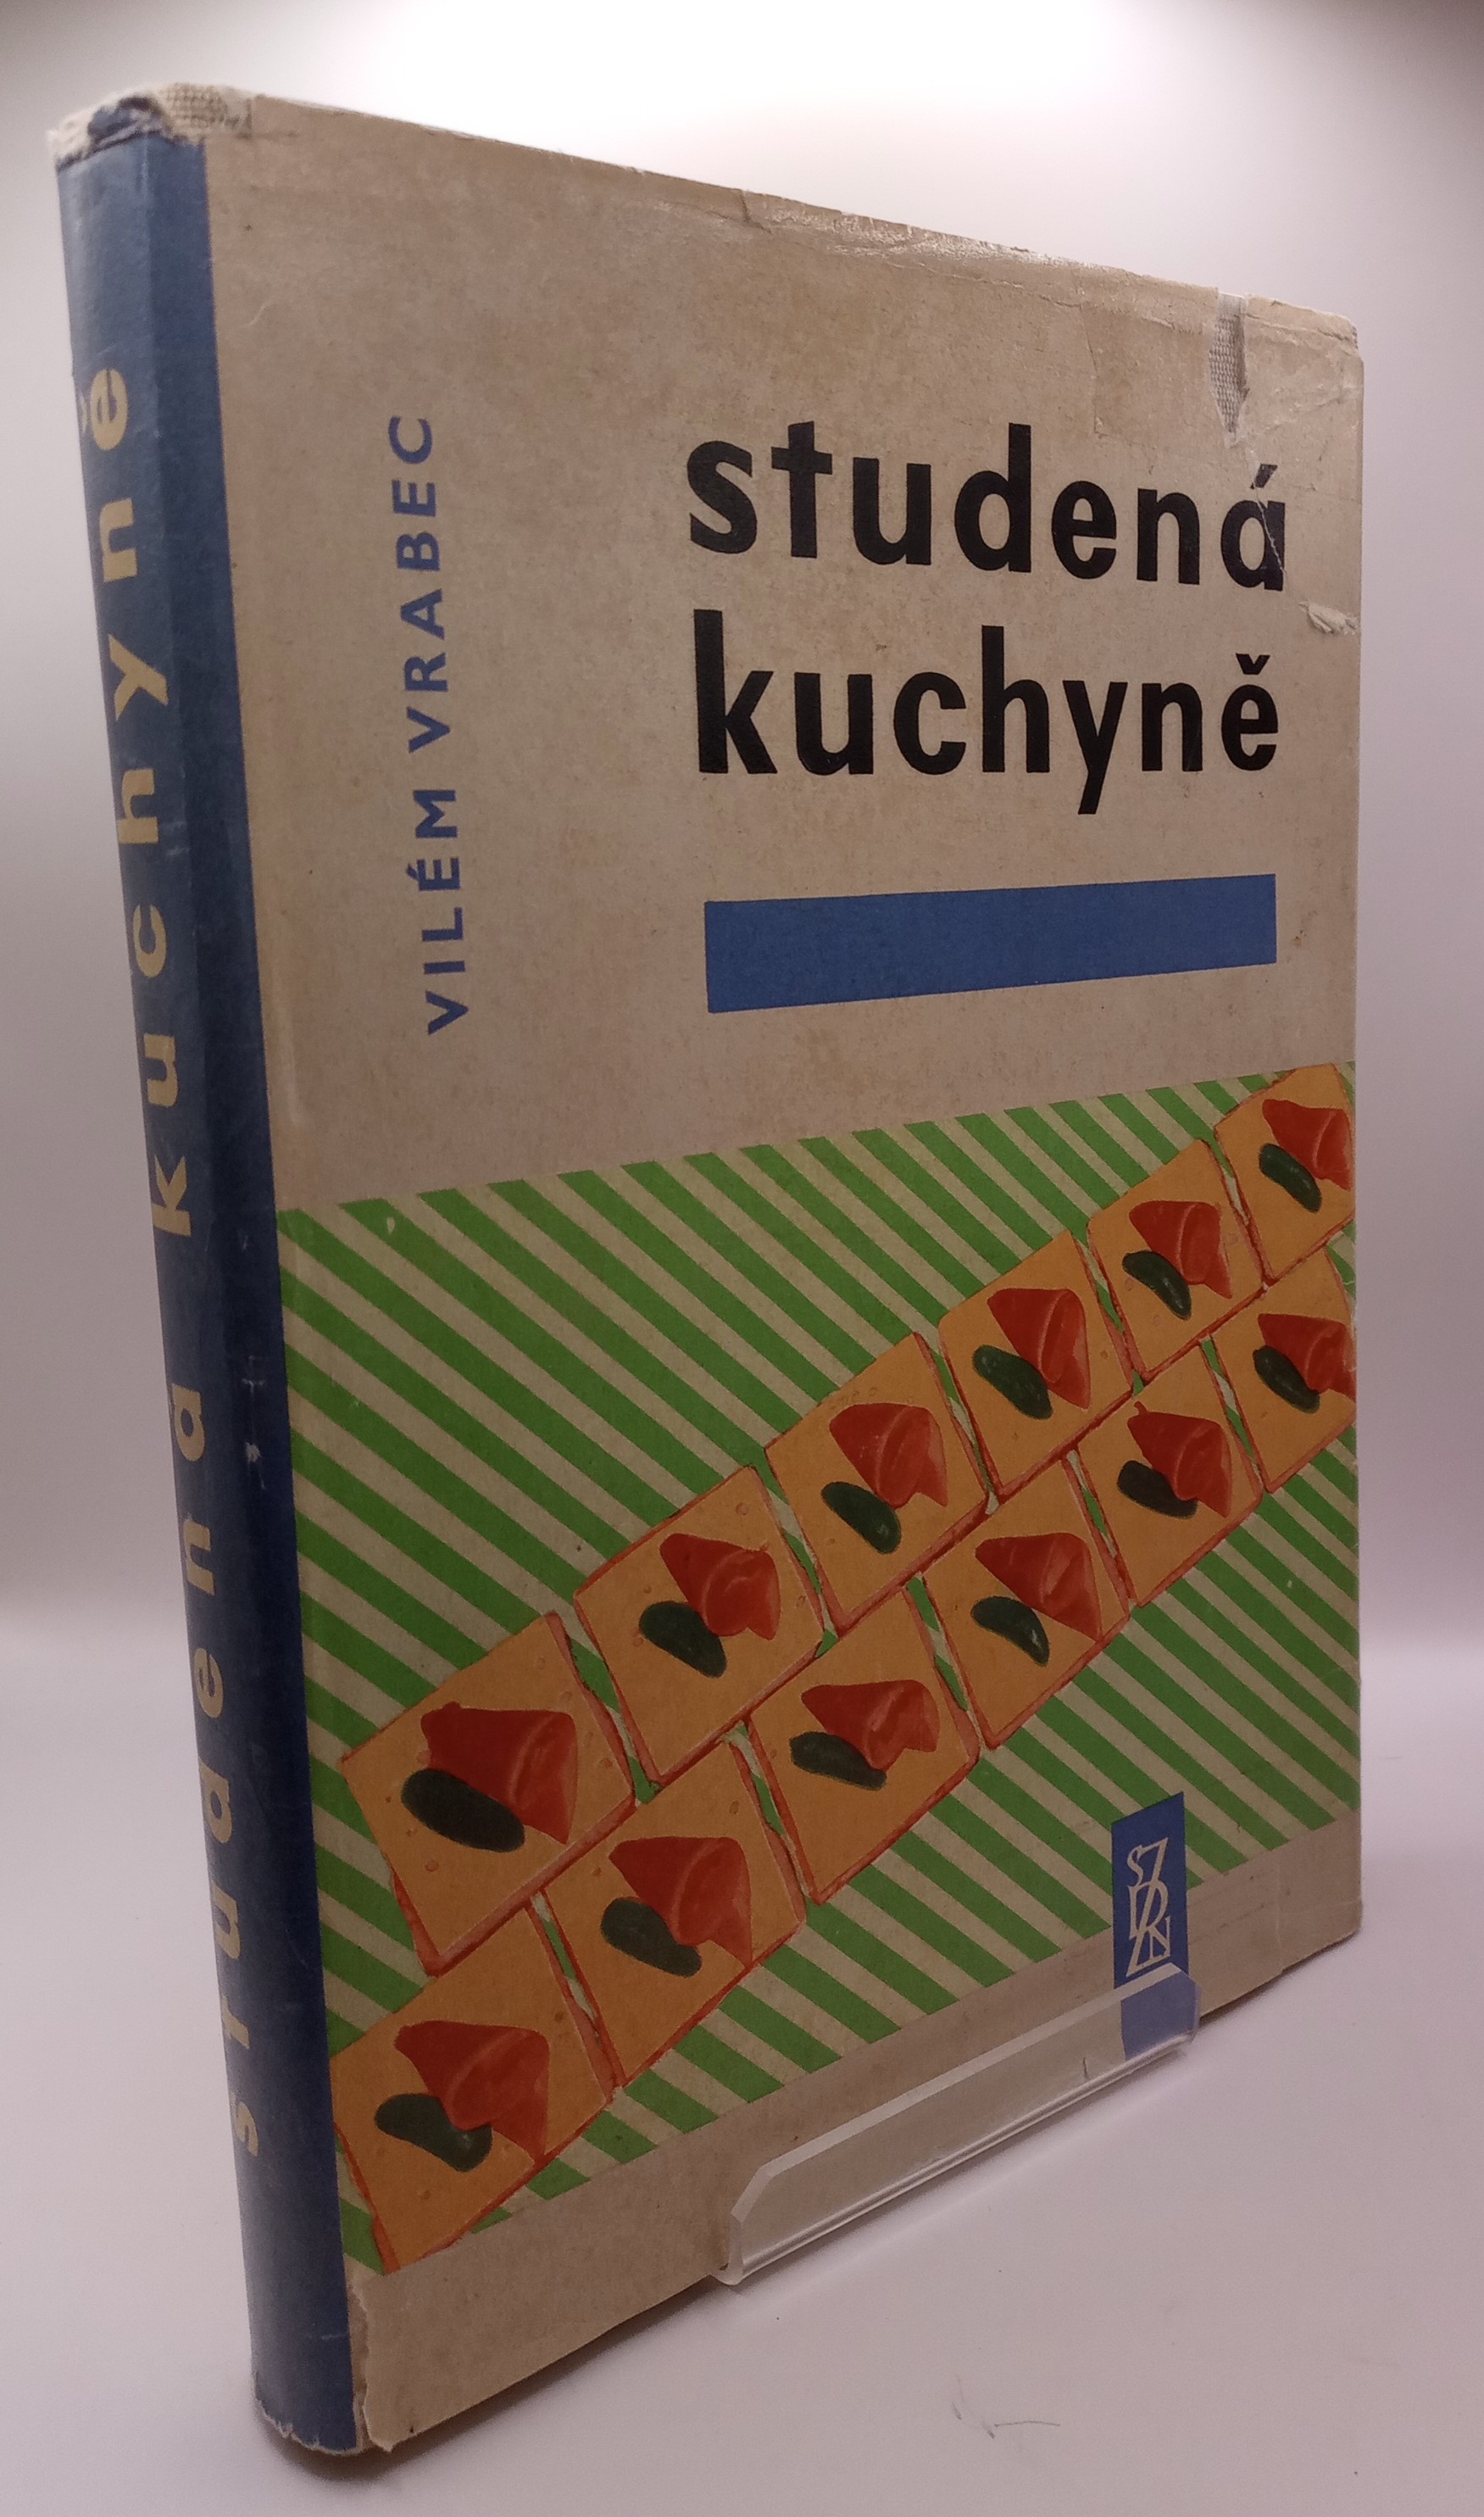 studená kuchyně
VILÉM VRABEC
studená
kuchyně
SZDN